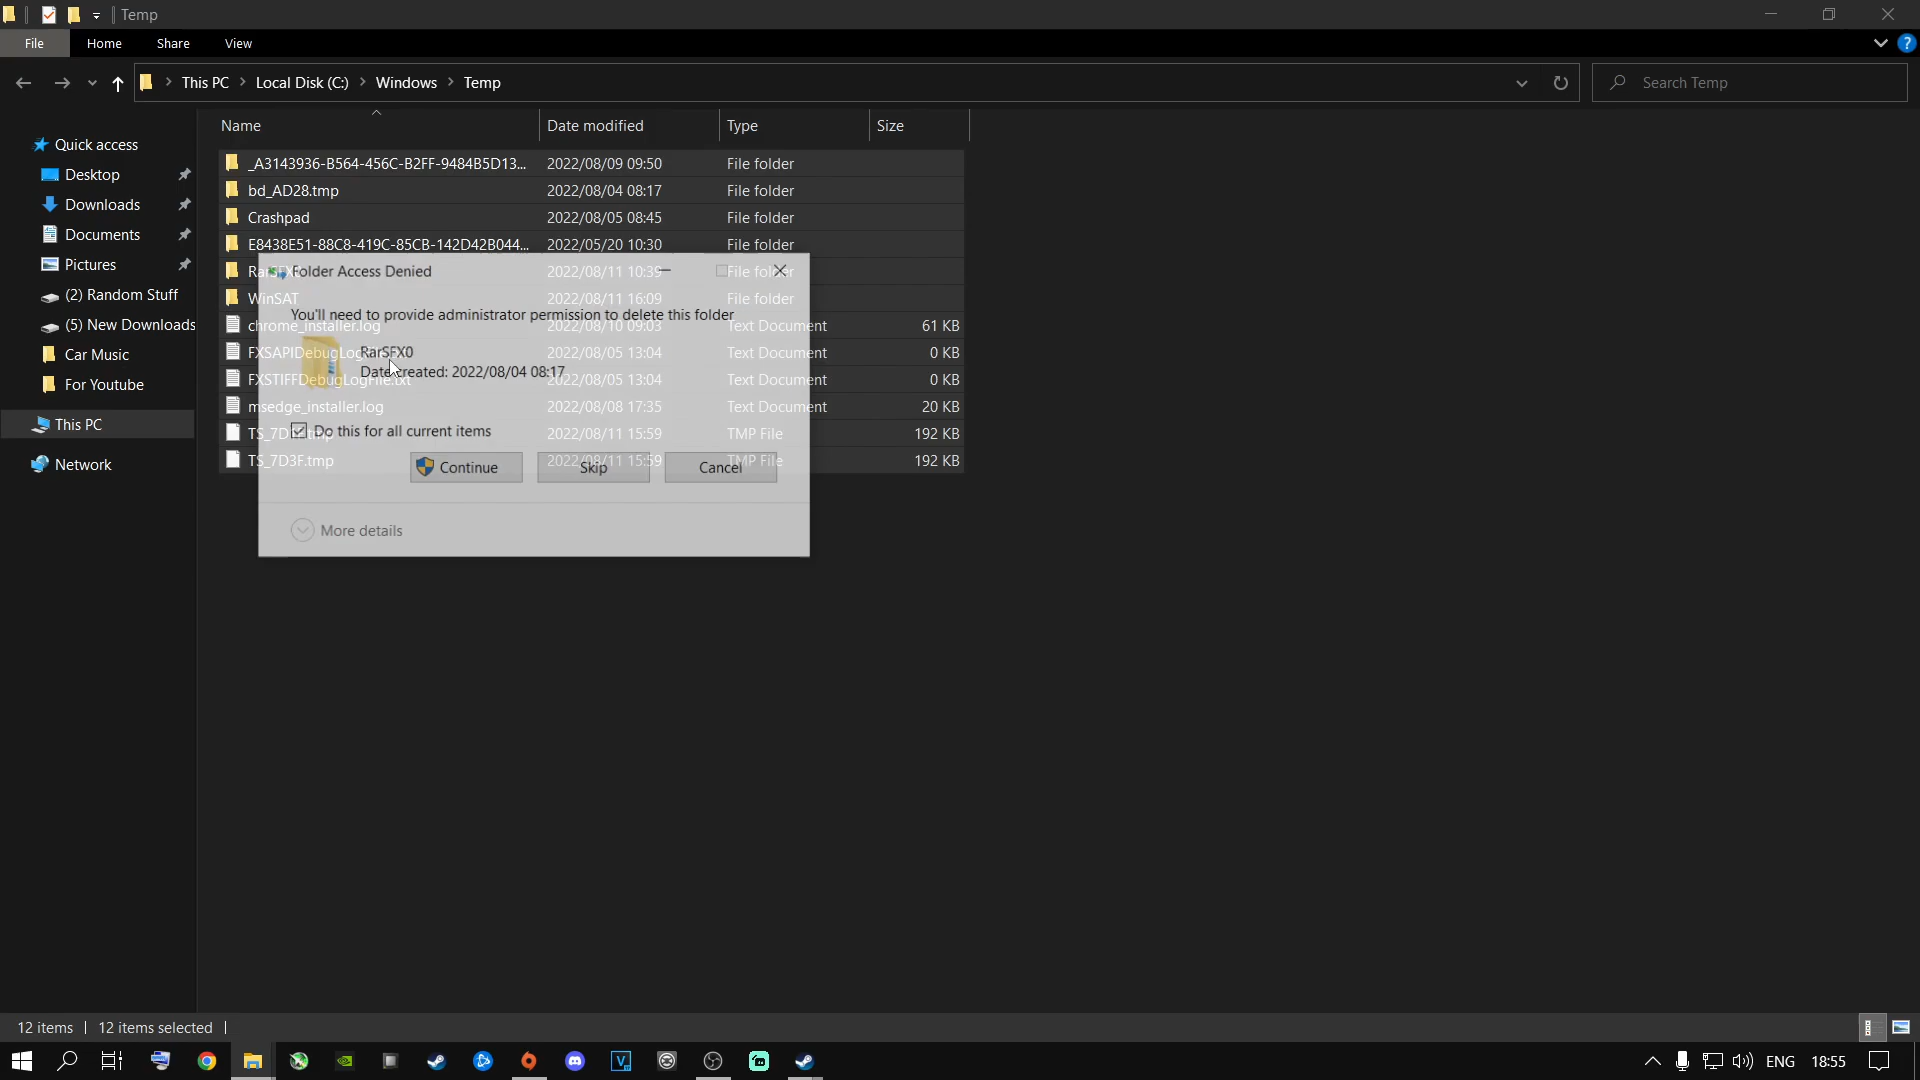 Temp
File Home Share View
This PC Local Disk (C:) Windows Temp
Search Temp
Name Date modified Type Size
Quick access
Desktop
Downloads
Documents
Pictures
(2) Random Stuff
(5) New Downloads
Car Music
For Youtube
This PC
Network
_A3143936-B564-456C-B2FF-9484B5D13... 2022/08/09 09:50 File folder
bd_AD28.tmp 2022/08/04 08:17 File folder
Crashpad 2022/08/05 08:45 File folder
E8438E51-88C8-419C-85CB-142D42B044... 2022/05/20 10:30 File folder
2022/08/11 10:39 File folder
WinSAT 2022/08/11 16:09 File folder
chrome_installer.log 2022/08/10 09:03 Text Document 61 KB
FXSAPIDebugLogFile.txt 2022/08/05 13:04 Text Document 0 KB
FXSTIFFDebugLogFile.txt 2022/08/05 13:04 Text Document 0 KB
msedge_installer.log 2022/08/08 17:35 Text Document 20 KB
2022/08/11 15:59 TMP File 192 KB
TS_7D3F.tmp 2022/08/11 15:59 TMP File 192 KB
Folder Access Denied
You'll need to provide administrator permission to delete this folder
RarSFX0
Date created: 2022/08/04 08:17
Do this for all current items
Continue Skip Cancel
More details
12 items 12 items selected
ENG 18:55